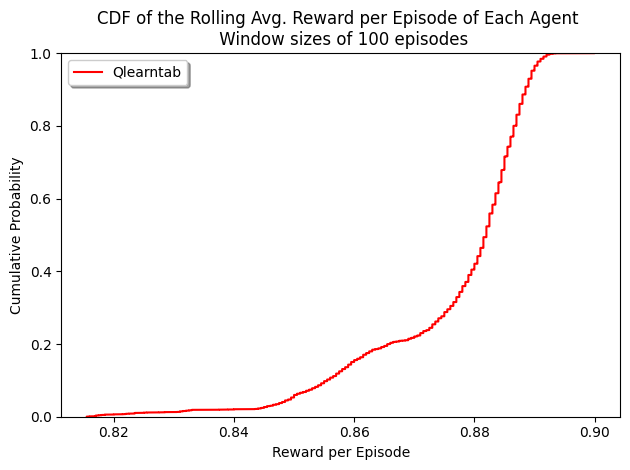 CDF of the Rolling Avg. Reward per Episode of Each Agent
Window sizes of 100 episodes
Qlearntab
1.0
0.8
0.6
0.4
0.2
0.0
Cumulative Probability
0.82 0.84 0.86 0.88 0.90
Reward per Episode